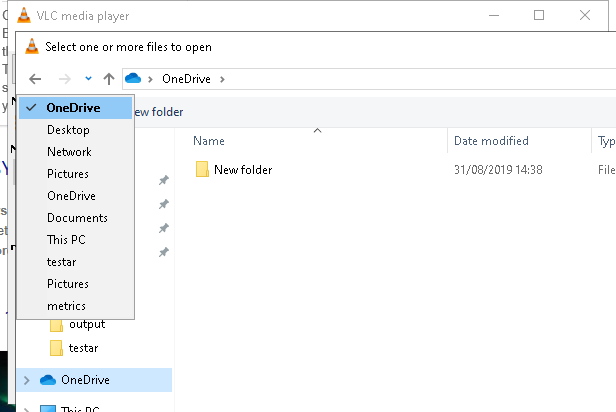 VLC media player
Select one or more files to open
OneDrive
ew folder
OneDrive
Desktop
Network
Pictures
OneDrive
Documents
This PC
testar
Pictures
metrics
Name
Date modified
Typ
New folder
31/08/2019 14:38
File
output
testar
OneDrive
This PC